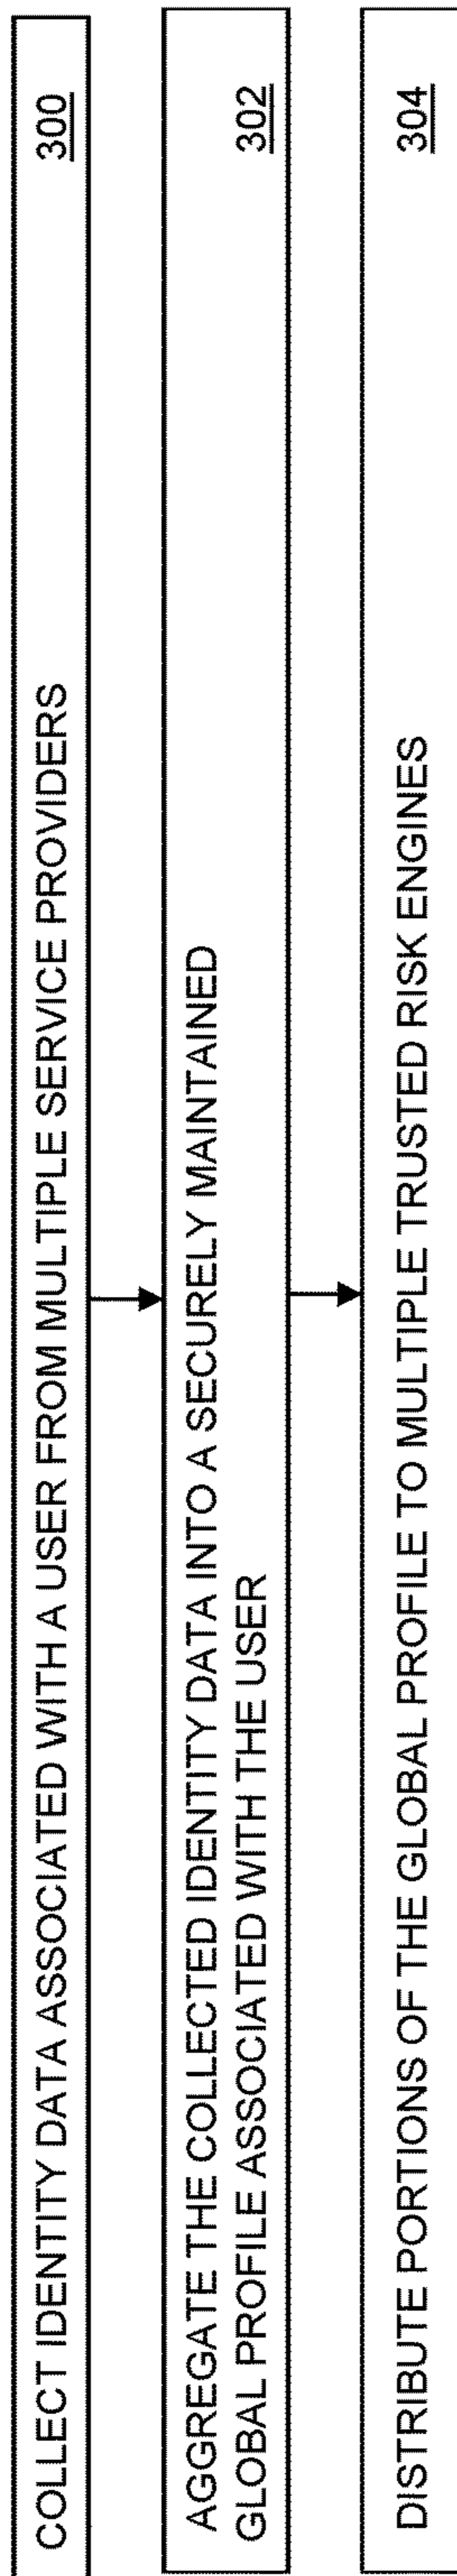 COLLECT IDENTITY DATA ASSOCIATED WITH A USER FROM MULTIPLE SERVICE PROVIDERS
300
AGGREGATE THE COLLECTED IDENTITY DATA INTO A SECURELY MAINTAINED
GLOBAL PROFILE ASSOCIATED WITH THE USER
302
DISTRIBUTE PORTIONS OF THE GLOBAL PROFILE TO MULTIPLE TRUSTED RISK ENGINES
304